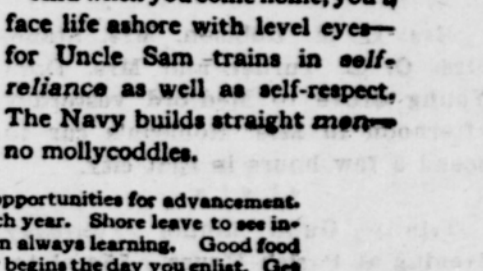 face life ashore with level eyes—
for Uncle Sam trains in self-
reliance as well as self-respect.
The Navy builds straight men—
no mollycoddles.
opportunities for advancement.
ch year. Shore leave to see in-
n always learning. Good food
begins the day you enlist. Get